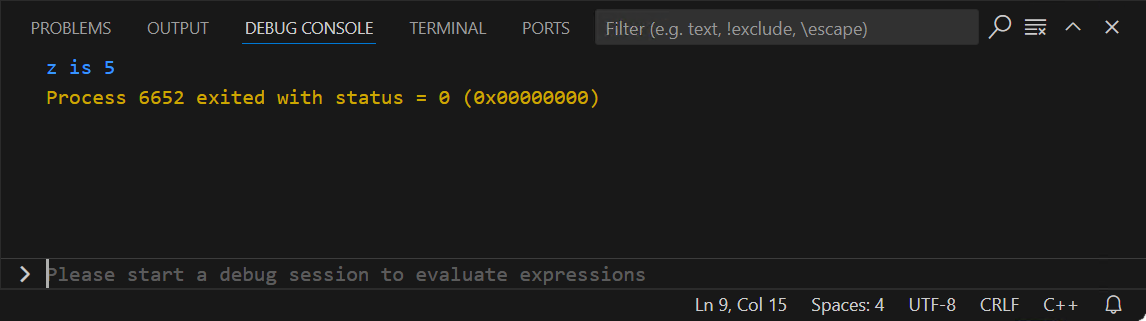 PROBLEMS OUTPUT DEBUG CONSOLE TERMINAL PORTS Filter (e.g. text, !exclude, \escape)
z is 5
Process 6652 exited with status = 0 (0x00000000)
Please start a debug session to evaluate expressions
Ln 9, Col 15 Spaces: 4 UTF-8 CRLF C++